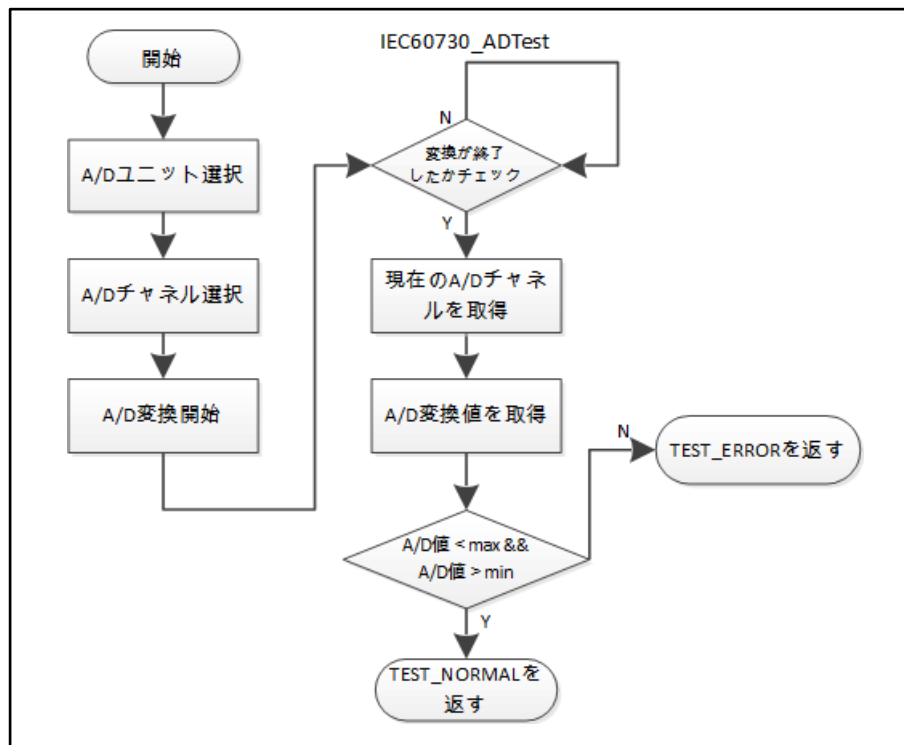 開始
A/Dユニット選択
A/Dチャネル選択
A/D変換開始
IEC60730_ADTest
N
変換が終了
したかチェック
Y
現在のA/Dチャネ
ルを取得
A/D変換値を取得
N
TEST_ERRORを返す
A/D値 < max &&
A/D値 > min
Y
TEST_NORMALを
返す